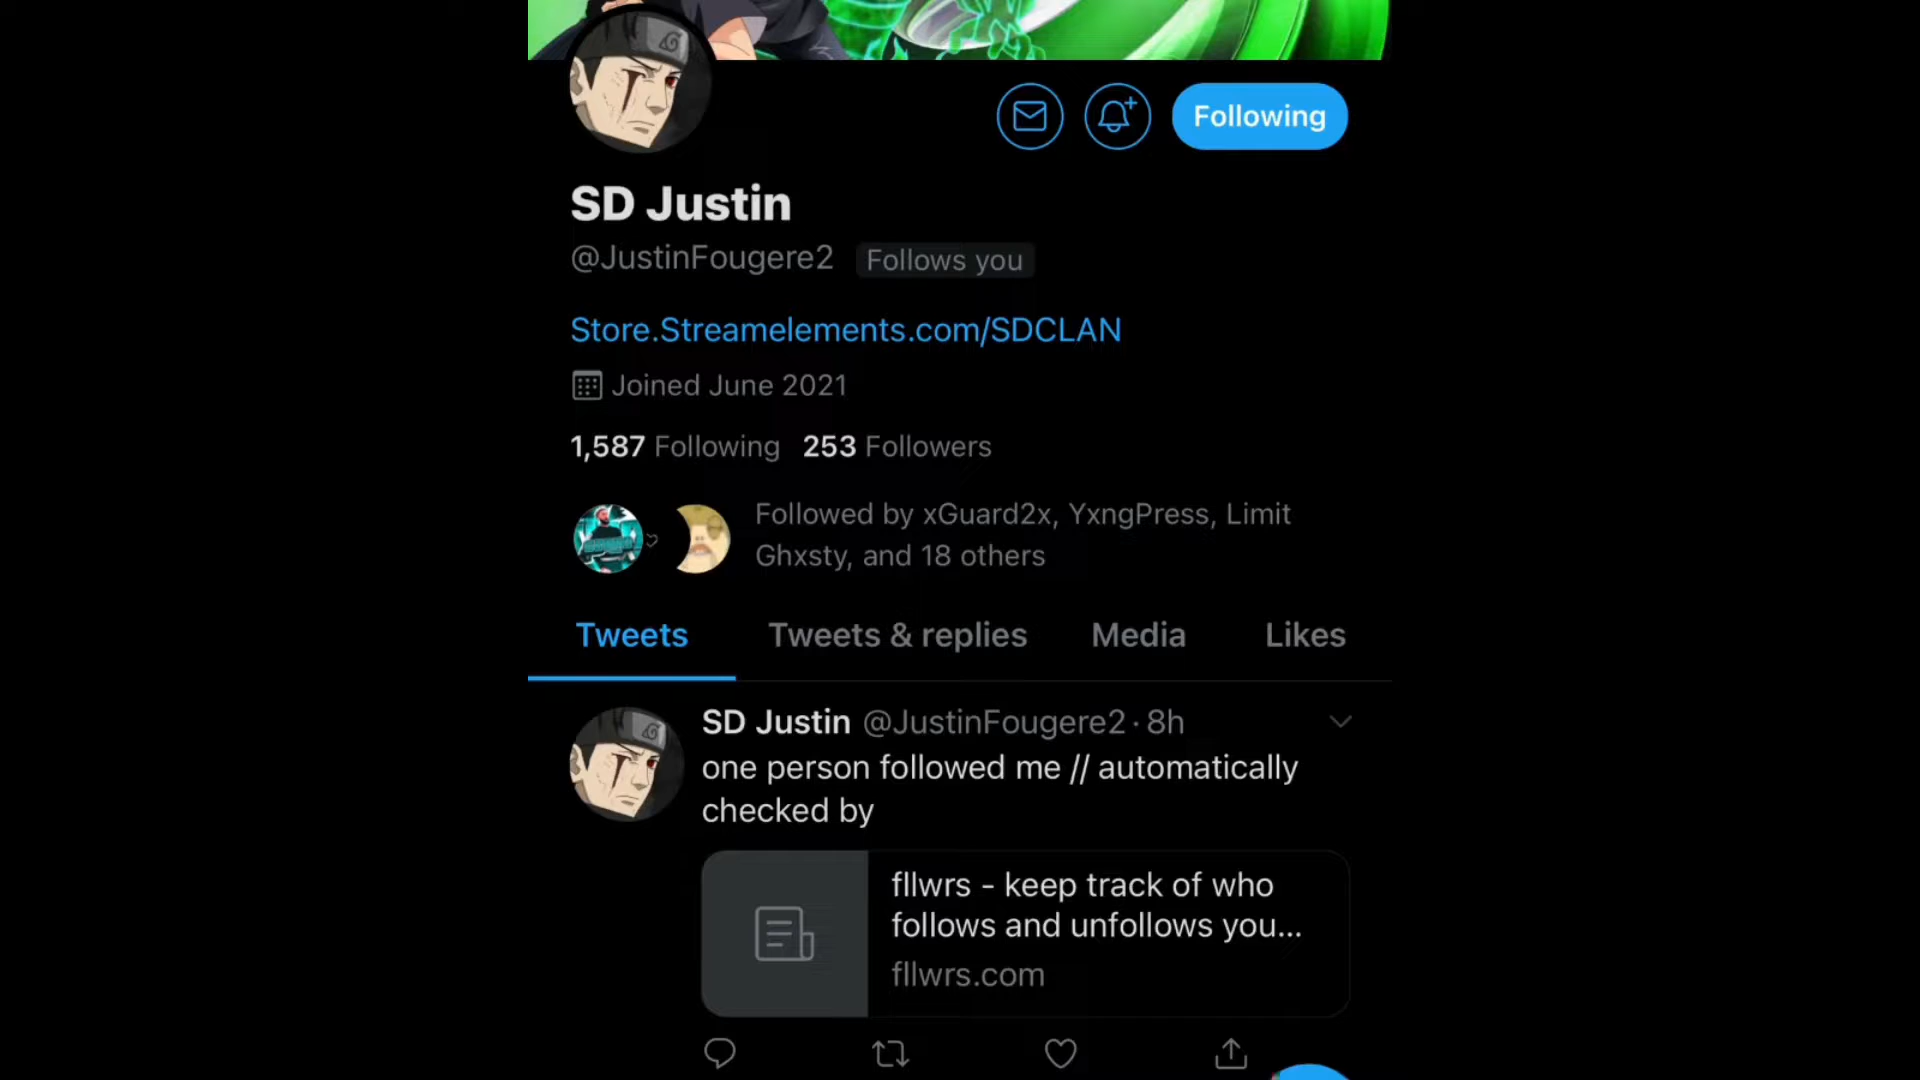 Following
SD Justin
@JustinFougere2 Follows you
Store.Streamelements.com/SDCLAN
Joined June 2021
1,587 Following 253 Followers
Followed by xGuard2x, YxngPress, Limit
Ghxsty, and 18 others
Tweets Tweets & replies Media Likes
SD Justin @JustinFougere2 · 8h
one person followed me // automatically
checked by
fllwrs - keep track of who
follows and unfollows you...
fllwrs.com